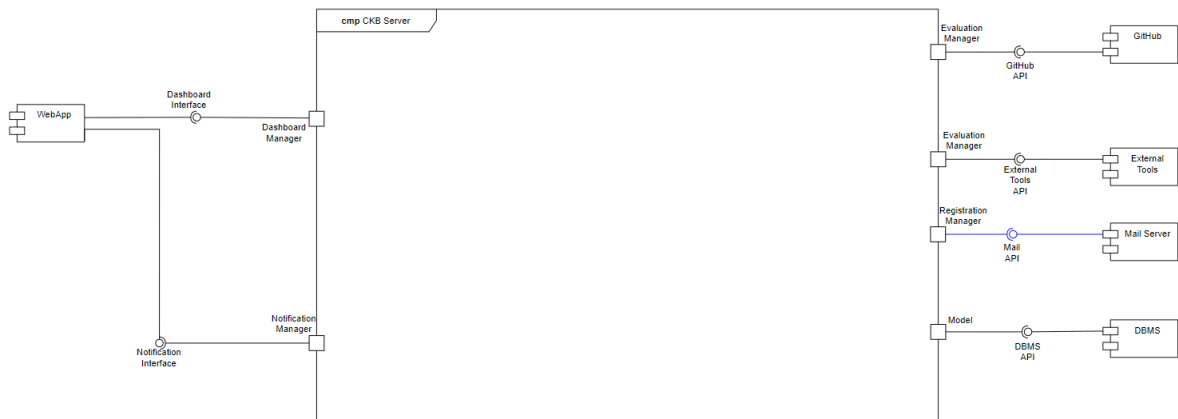 cmp CKB Server
Evaluation
Manager
GitHub
GitHub
API
Dashboard
Interface
WebApp
Dashboard
Manager
Evaluation
Manager
External
Tools
External
Tools
API
Registration
Manager
Mail Server
Mail
API
Notification
Manager
Notification
Interface
Model
DBMS
DBMS
API